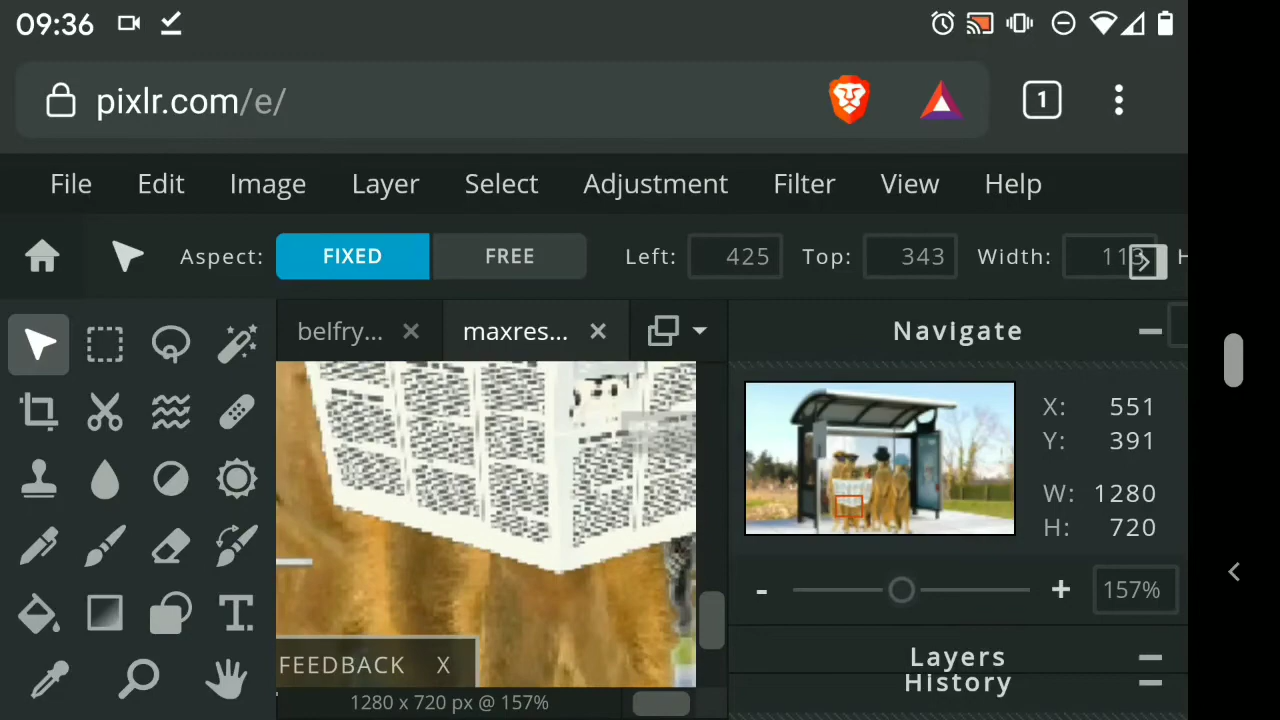 09:36
pixlr.com/e/
1
File Edit Image Layer Select Adjustment Filter View Help
Aspect: FIXED FREE Left: 425 Top: 343 Width: 113 H
belfry... maxres... Navigate
X: 551
Y: 391
W: 1280
H: 720
- + 157%
FEEDBACK X
Layers
History
1280 x 720 px @ 157%